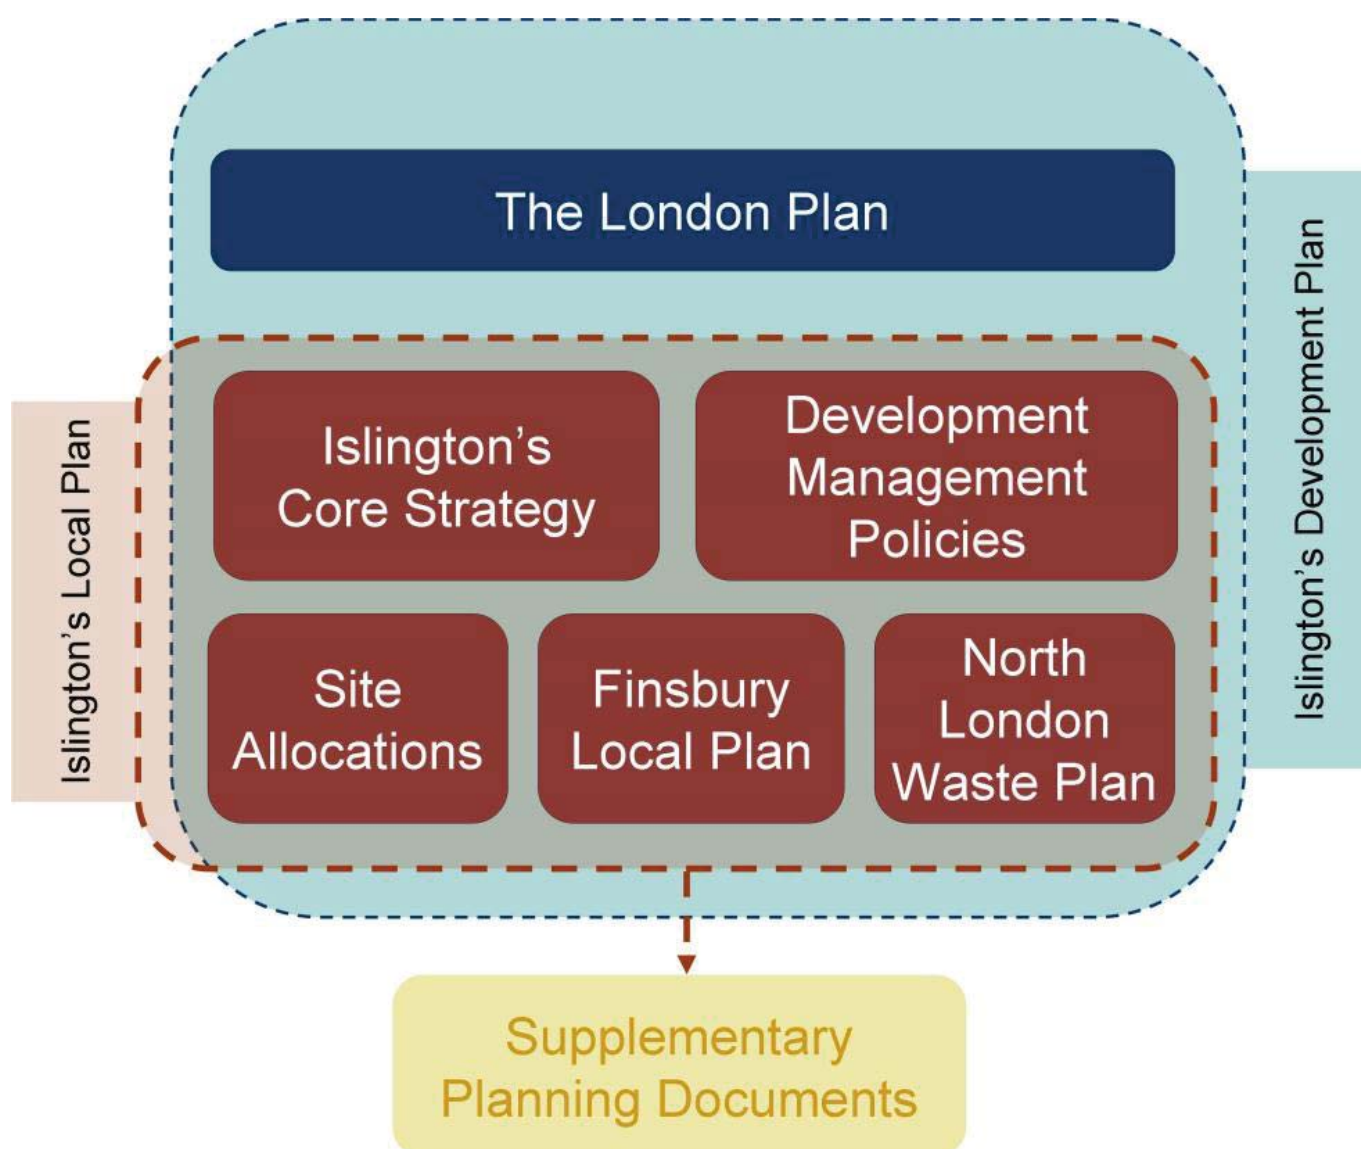 The London Plan
Islington’s Local Plan
Islington’s Development Plan
Islington’s
Core Strategy
Development
Management
Policies
Site
Allocations
Finsbury
Local Plan
North
London
Waste Plan
Supplementary
Planning Documents